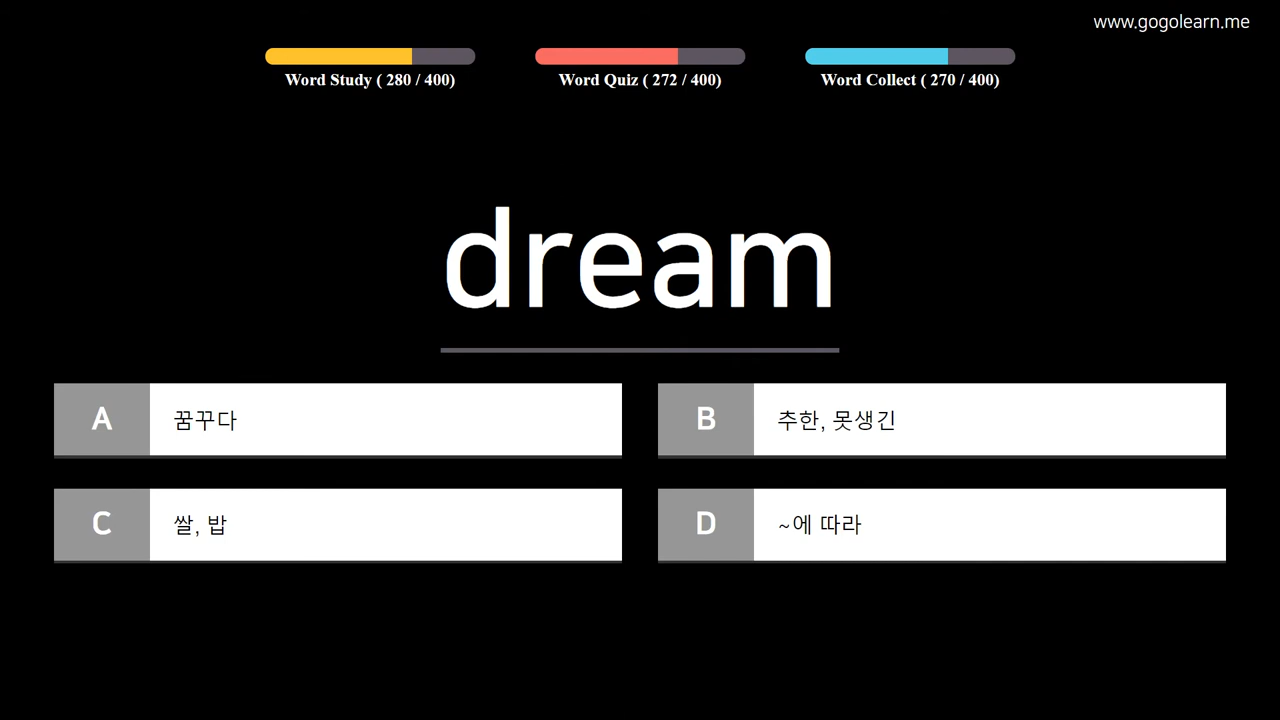 www.gogolearn.me
Word Study ( 280 / 400)
Word Quiz ( 272 / 400)
Word Collect ( 270 / 400)
dream
A 꿈꾸다
B 추한, 못생긴
C 쌀, 밥
D ~에 따라